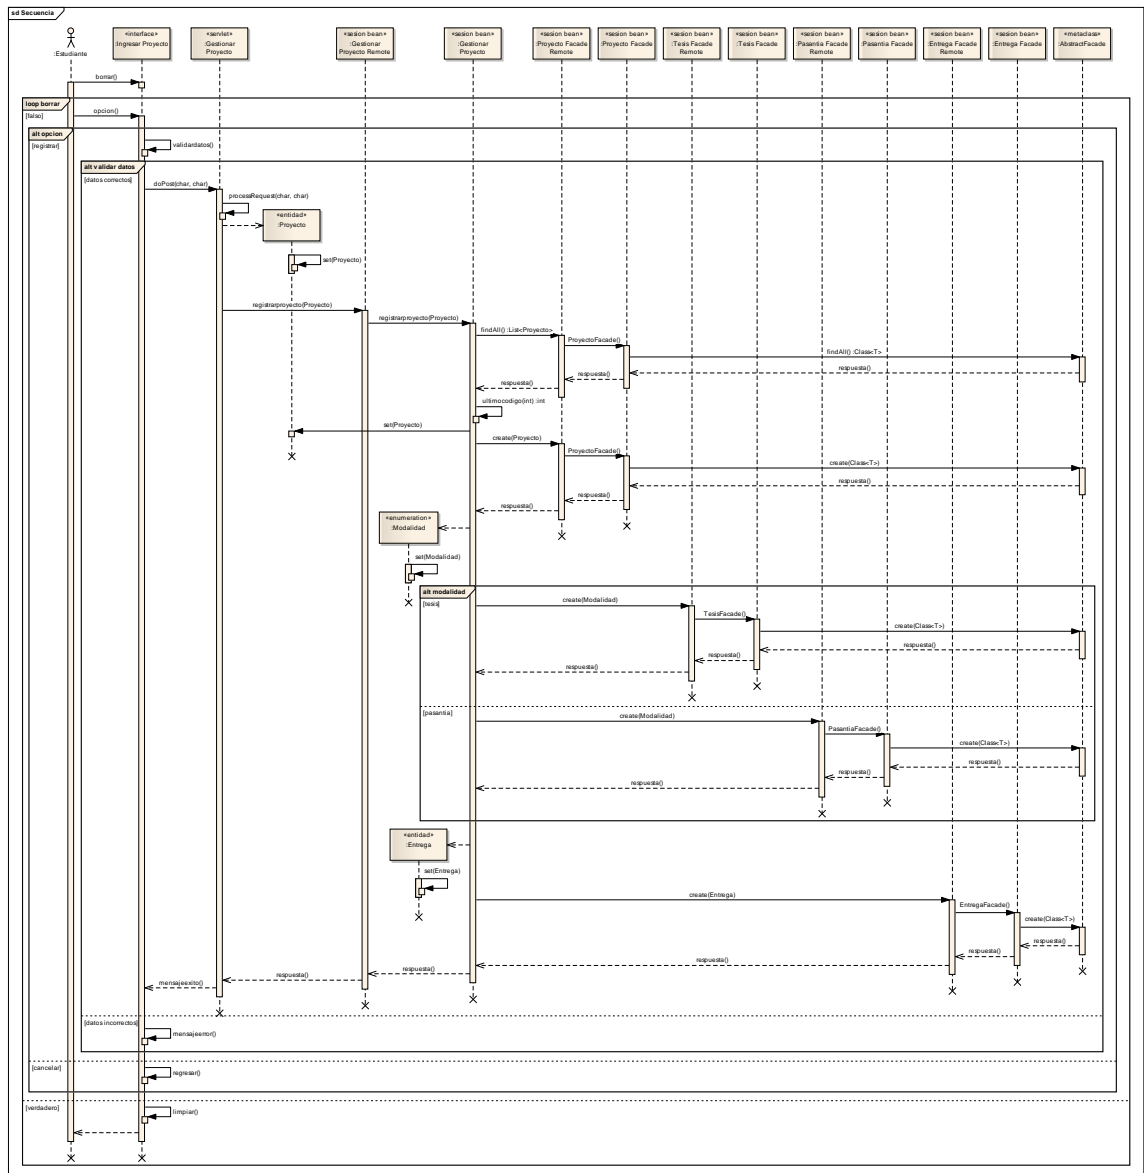 sd Secuencia
«interface»
:Ingresar Proyecto
«servlet»
:Gestionar
Proyecto
«sesion bean»
:Gestionar
Proyecto Remote
«sesion bean»
:Gestionar
Proyecto
«sesion bean»
:Proyecto Facade
Remote
«sesion bean»
:Proyecto Facade
«sesion bean»
:Tesis Facade
Remote
«sesion bean»
:Tesis Facade
«sesion bean»
:Pasantia Facade
Remote
«sesion bean»
:Pasantia Facade
«sesion bean»
:Entrega Facade
Remote
«sesion bean»
:Entrega Facade
«metaclass»
:AbstractFacade
:Estudiante
borrar()
loop borrar
[falso]
opcion()
alt opcion
[registrar]
validardatos()
alt validar datos
[datos correctos]
doPost(char, char)
processRequest(char, char)
«entidad»
:Proyecto
set(Proyecto)
registrarproyecto(Proyecto)
registrarproyecto(Proyecto)
findAll() :List<Proyecto>
ProyectoFacade()
findAll() :Class<T>
respuesta()
respuesta()
respuesta()
ultimocodigo(int) :int
set(Proyecto)
create(Proyecto)
ProyectoFacade()
create(Class<T>)
respuesta()
respuesta()
respuesta()
«enumeration»
:Modalidad
set(Modalidad)
alt modalidad
[tesis]
create(Modalidad)
TesisFacade()
create(Class<T>)
respuesta()
respuesta()
respuesta()
[pasantia]
create(Modalidad)
PasantiaFacade()
create(Class<T>)
respuesta()
respuesta()
respuesta()
«entidad»
:Entrega
set(Entrega)
create(Entrega)
EntregaFacade()
create(Class<T>)
respuesta()
respuesta()
respuesta()
respuesta()
respuesta()
mensajeexito()
[datos incorrectos]
mensajeerror()
[cancelar]
regresar()
[verdadero]
limpiar()